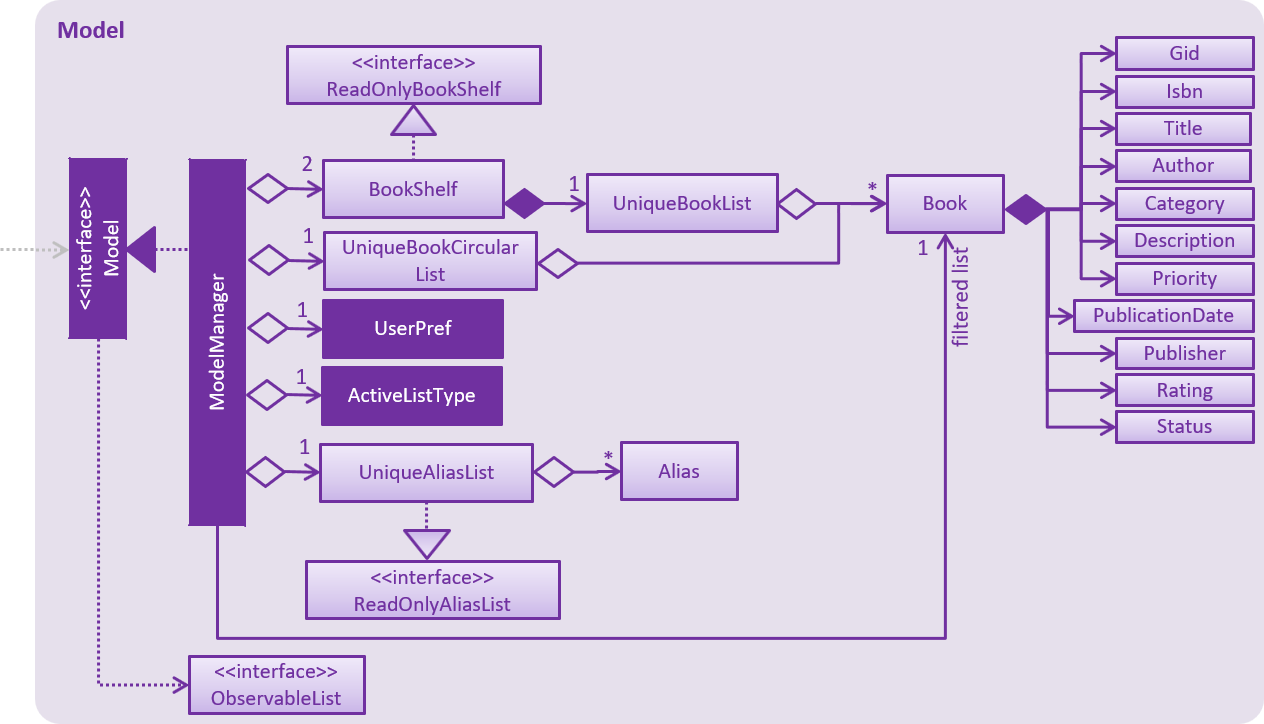 Model
<<interface>>
ReadOnlyBookShelf
<<interface>>
Model
ModelManager
2
BookShelf
1
UniqueBookList
*
Book
1
filtered list
1
UniqueBookCircular
List
1
UserPref
1
ActiveListType
1
UniqueAliasList
*
Alias
<<interface>>
ReadOnlyAliasList
<<interface>>
ObservableList
Gid
Isbn
Title
Author
Category
Description
Priority
PublicationDate
Publisher
Rating
Status